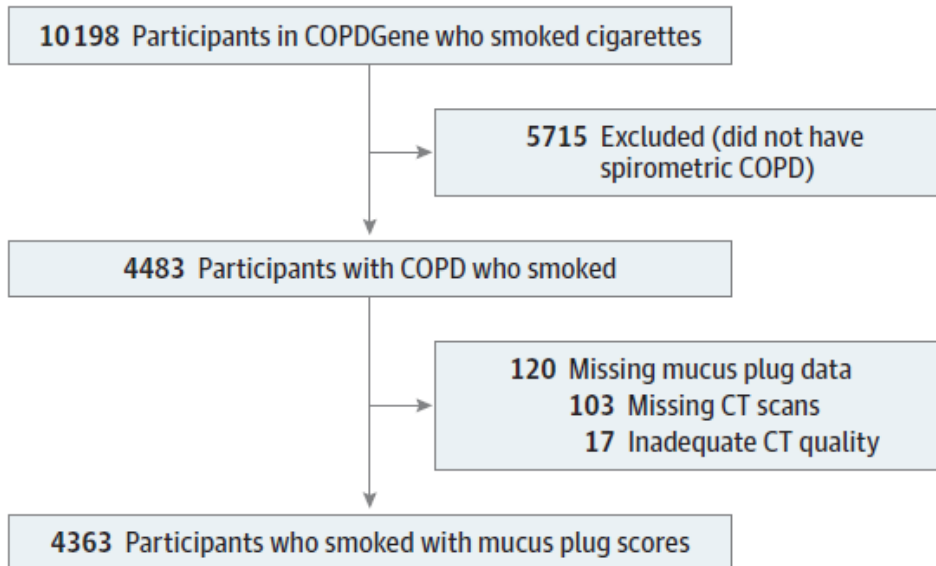 10198 Participants in COPDGene who smoked cigarettes
5715 Excluded (did not have
spirometric COPD)
4483 Participants with COPD who smoked
120 Missing mucus plug data
103 Missing CT scans
17 Inadequate CT quality
4363 Participants who smoked with mucus plug scores